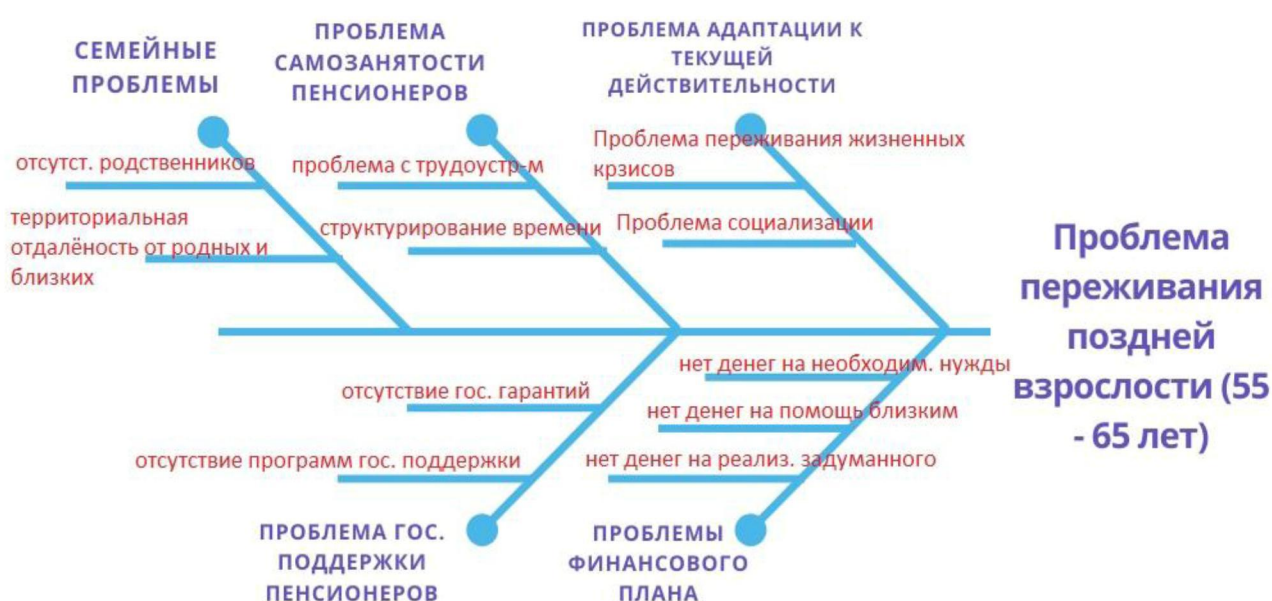 СЕМЕЙНЫЕ
ПРОБЛЕМЫ
ПРОБЛЕМА
САМОЗАНЯТОСТИ
ПЕНСИОНЕРОВ
ПРОБЛЕМА АДАПТАЦИИ К
ТЕКУЩЕЙ
ДЕЙСТВИТЕЛЬНОСТИ
отсутст. родственников
территориальная
отдалёность от родных и
близких
проблема с трудоустр-м
структурирование времени
Проблема переживания жизненных
крзисов
Проблема социализации
Проблема
переживания
поздней
взрослости (55
- 65 лет)
отсутствие гос. гарантий
отсутствие программ гос. поддержки
нет денег на необходим. нужды
нет денег на помощь близким
нет денег на реализ. задуманного
ПРОБЛЕМА ГОС.
ПОДДЕРЖКИ
ПЕНСИОНЕРОВ
ПРОБЛЕМЫ
ФИНАНСОВОГО
ПЛАНА